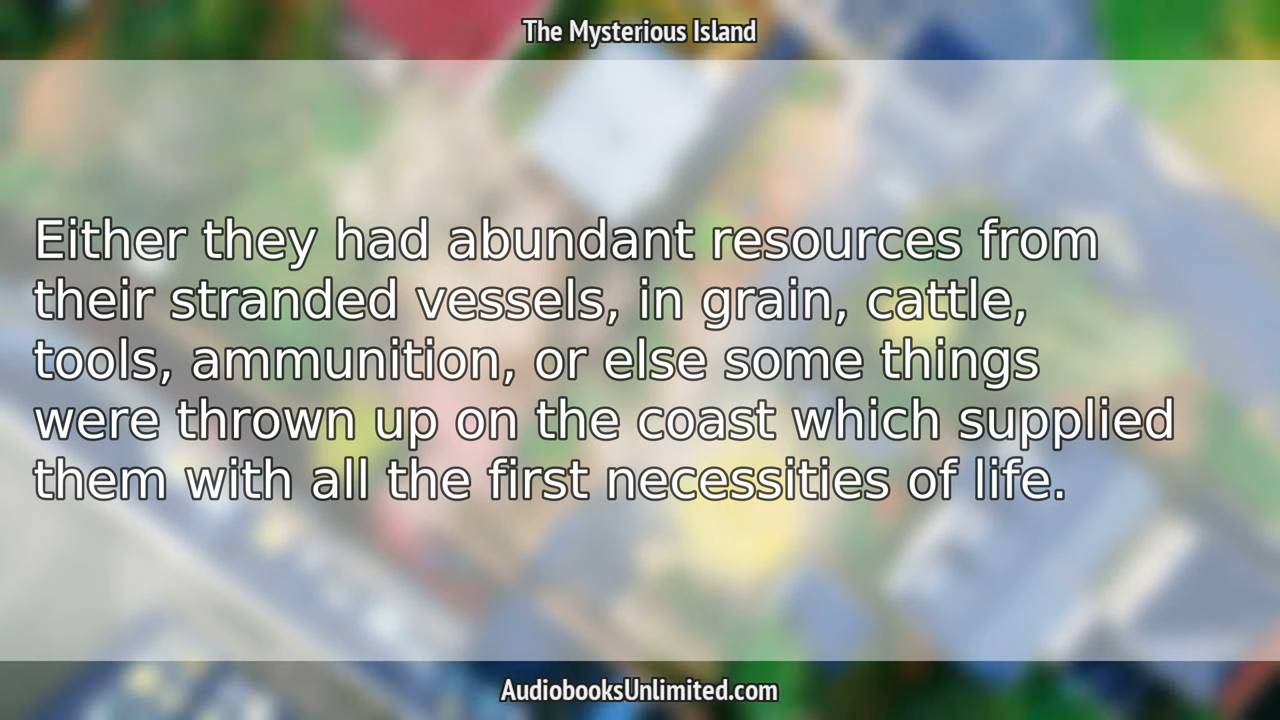 The Mysterious Island
Either they had abundant resources from
their stranded vessels, in grain, cattle,
tools, ammunition, or else some things
were thrown up on the coast which supplied
them with all the first necessities of life.
AudiobooksUnlimited.com